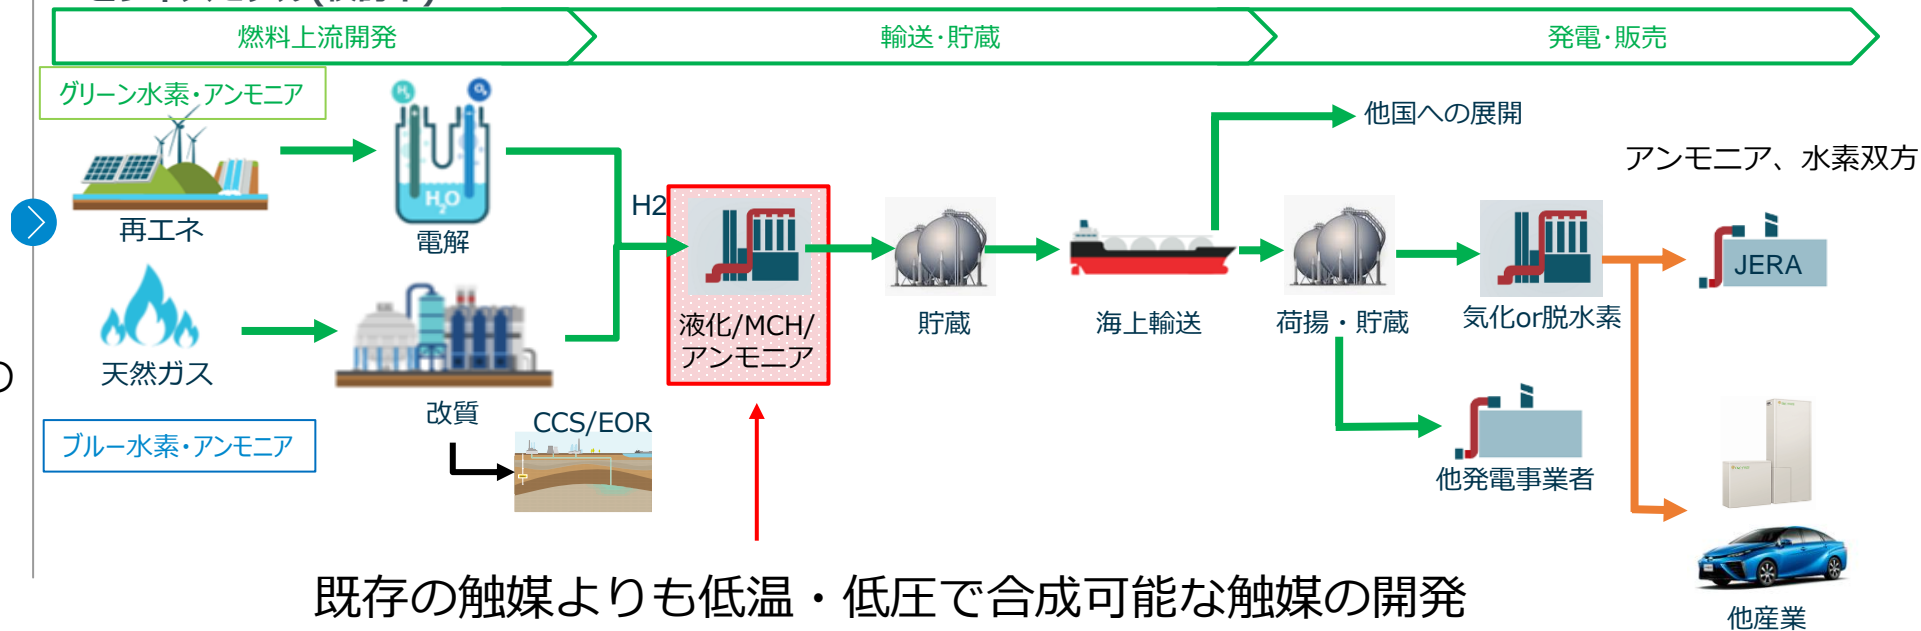 燃料上流開発
輸送･貯蔵
発電･販売
グリーン水素･アンモニア
H2
O2
他国への展開
アンモニア、水素双方
H2O
H2
再エネ
電解
JERA
液化/MCH/
アンモニア
貯蔵
海上輸送
荷揚・貯蔵
気化or脱水素
天然ガス
改質
CCS/EOR
ブルー水素･アンモニア
他発電事業者
既存の触媒よりも低温・低圧で合成可能な触媒の開発
他産業